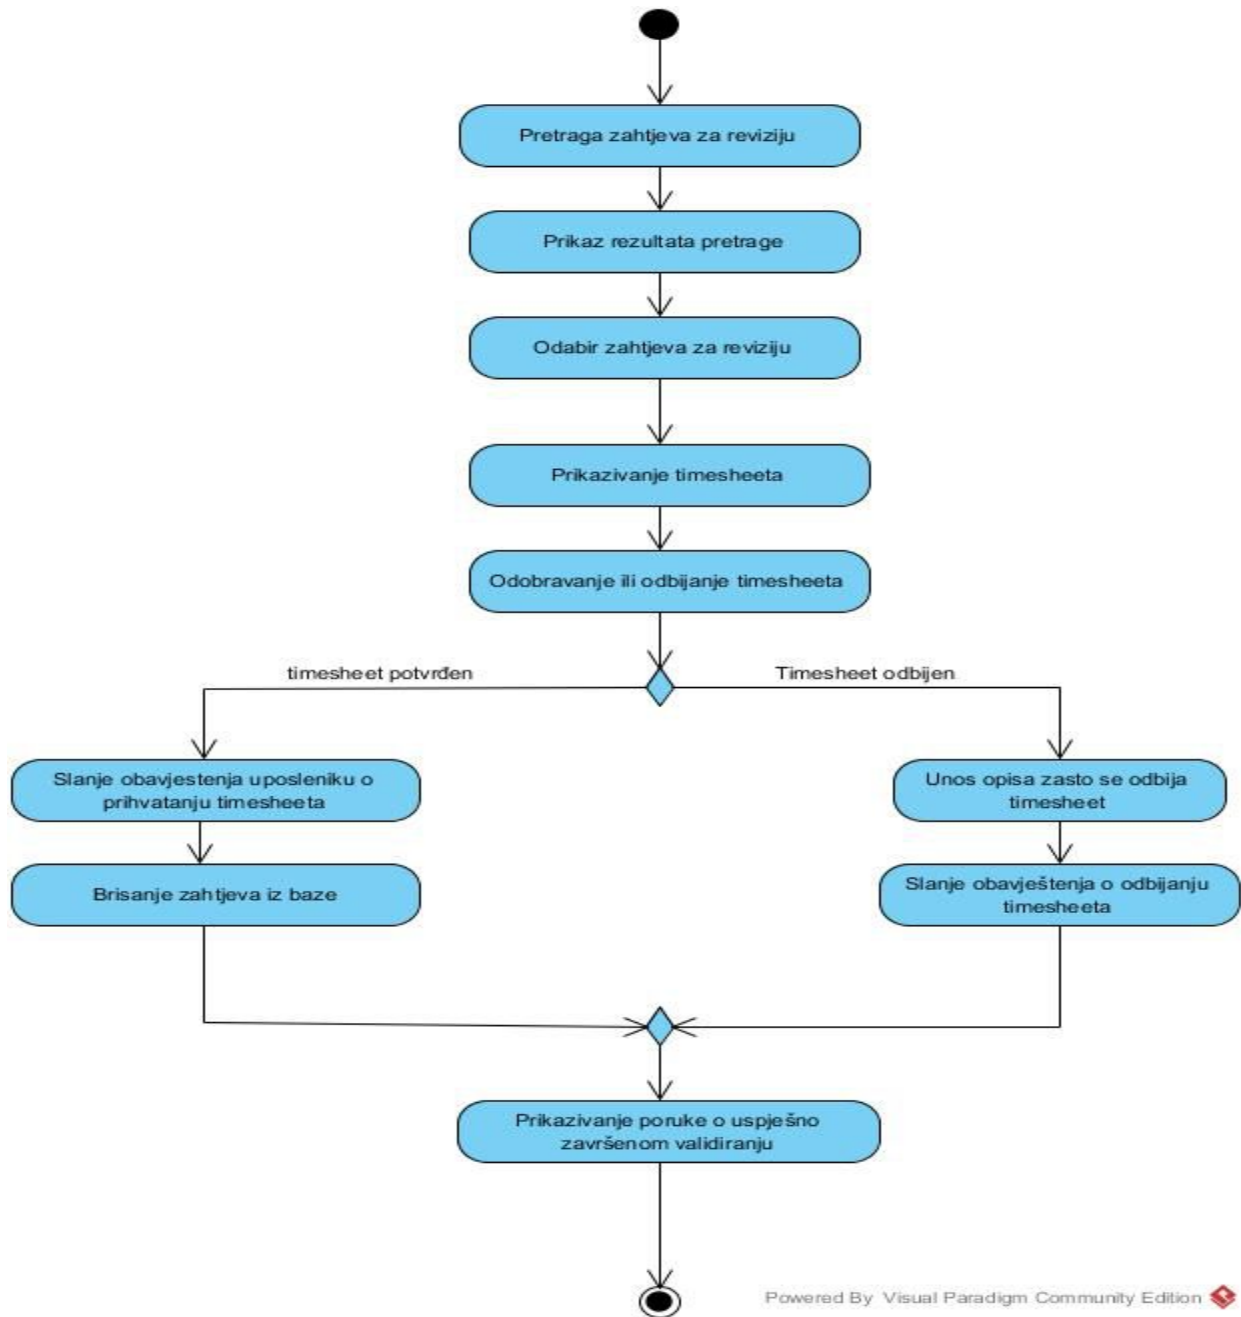 Pretraga zahtjeva za reviziju
Prikaz rezultata pretrage
Odabir zahtjeva za reviziju
Prikazivanje timesheeta
Odobravanje ili odbijanje timesheeta
timesheet potvrđen
Timesheet odbijen
Slanje obavjestenja uposleniku o
prihvatanju timesheeta
Unos opisa zasto se odbija
timesheet
Brisanje zahtjeva iz baze
Slanje obavještenja o odbijanju
timesheeta
Prikazivanje poruke o uspješno
završenom validiranju
Powered By Visual Paradigm Community Edition